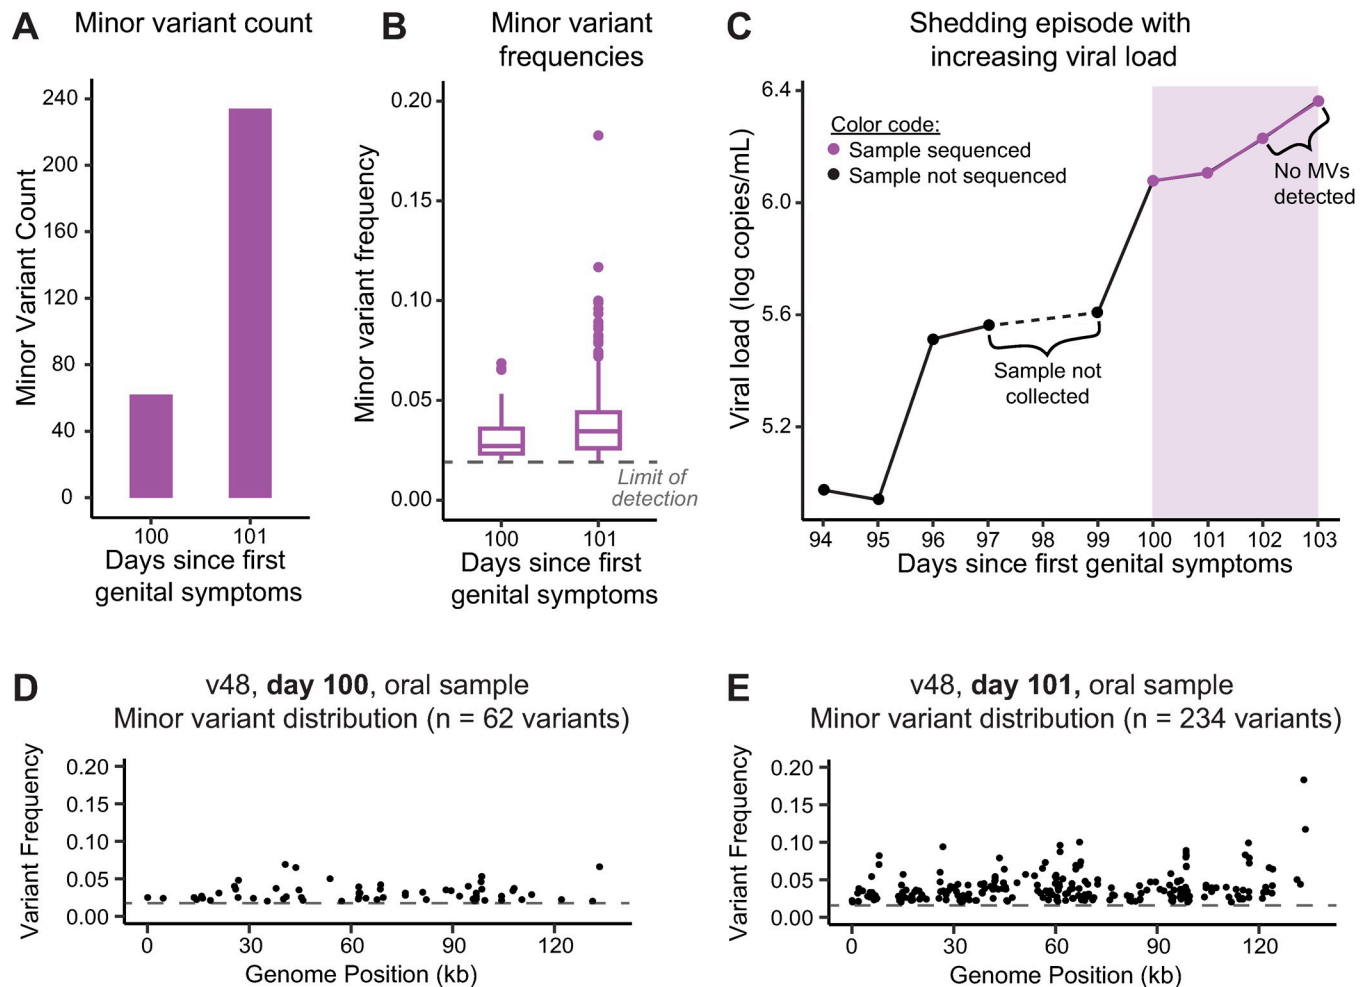 A
Minor variant count
Minor Variant Count
240
200
160
120
80
40
0
100
101
Days since first
genital symptoms
B
Minor variant
frequencies
Minor variant frequency
0.20
0.15
0.10
0.05
0.00
Limit of
detection
100
101
Days since first
genital symptoms
C
Shedding episode with
increasing viral load
Viral load (log copies/mL)
6.4
6.0
5.6
5.2
Color code:
Sample sequenced
Sample not sequenced
No MVs
detected
Sample not
collected
94
95
96
97
98
99
100
101
102
103
Days since first genital symptoms
D
v48, day 100, oral sample
Minor variant distribution (n = 62 variants)
Variant Frequency
0.20
0.15
0.10
0.05
0.00
0
30
60
90
120
Genome Position (kb)
E
v48, day 101, oral sample
Minor variant distribution (n = 234 variants)
Variant Frequency
0.20
0.15
0.10
0.05
0.00
0
30
60
90
120
Genome Position (kb)